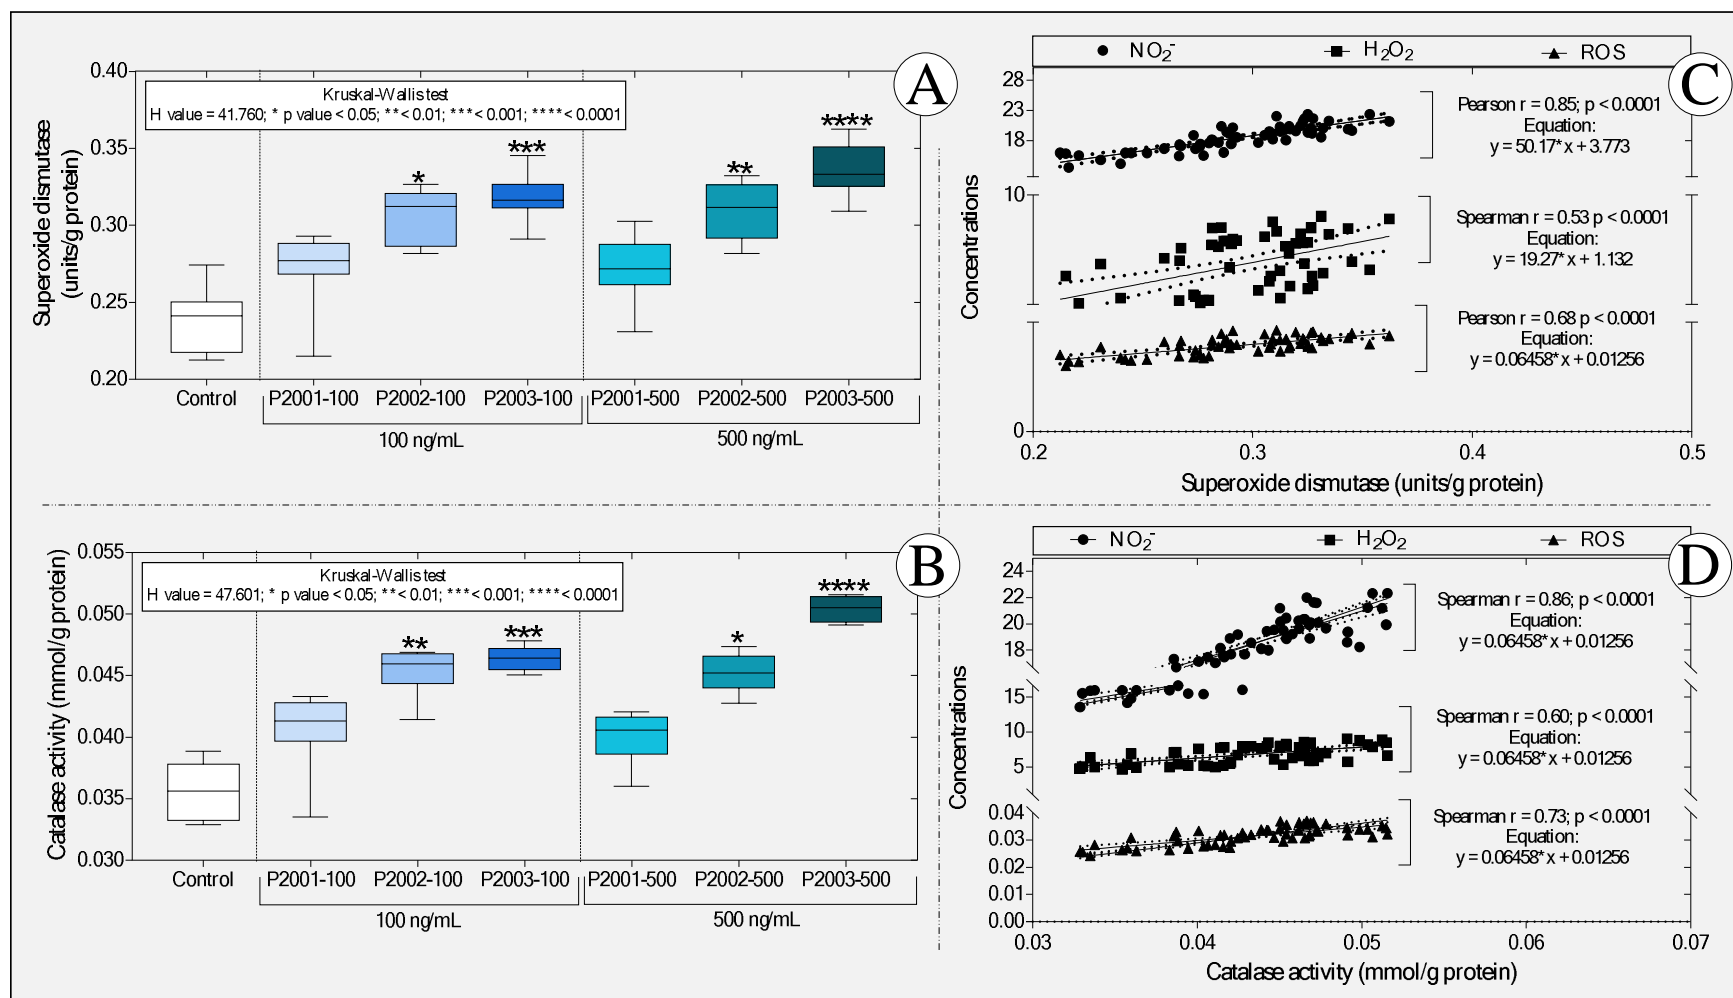 A
Kruskal-Wallis test
H value = 41.760; * p value < 0.05; **< 0.01; ***< 0.001; ****< 0.0001
Superoxide dismutase
(units/g protein)
0.40
0.35
0.30
0.25
0.20
*
***
**
****
Control
P2001-100
P2002-100
P2003-100
P2001-500
P2002-500
P2003-500
100 ng/mL
500 ng/mL
B
Kruskal-Wallis test
H value = 47.601; * p value < 0.05; **< 0.01; ***< 0.001; ****< 0.0001
Catalase activity (mmol/g protein)
0.055
0.050
0.045
0.040
0.035
0.030
**
***
*
****
Control
P2001-100
P2002-100
P2003-100
P2001-500
P2002-500
P2003-500
100 ng/mL
500 ng/mL
C
NO₂⁻
H₂O₂
ROS
Concentrations
28
23
18
10
0
Pearson r = 0.85; p < 0.0001
Equation:
y = 50.17* x + 3.773
Spearman r = 0.53 p < 0.0001
Equation:
y = 19.27* x + 1.132
Pearson r = 0.68 p < 0.0001
Equation:
y = 0.06458* x + 0.01256
0.2
0.3
0.4
0.5
Superoxide dismutase (units/g protein)
D
NO₂⁻
H₂O₂
ROS
Concentrations
24
22
20
18
15
10
5
0.04
0.03
0.02
0.01
0.00
Spearman r = 0.86; p < 0.0001
Equation:
y = 0.06458* x + 0.01256
Spearman r = 0.60; p < 0.0001
Equation:
y = 0.06458* x + 0.01256
Spearman r = 0.73; p < 0.0001
Equation:
y = 0.06458* x + 0.01256
0.03
0.04
0.05
0.06
0.07
Catalase activity (mmol/g protein)